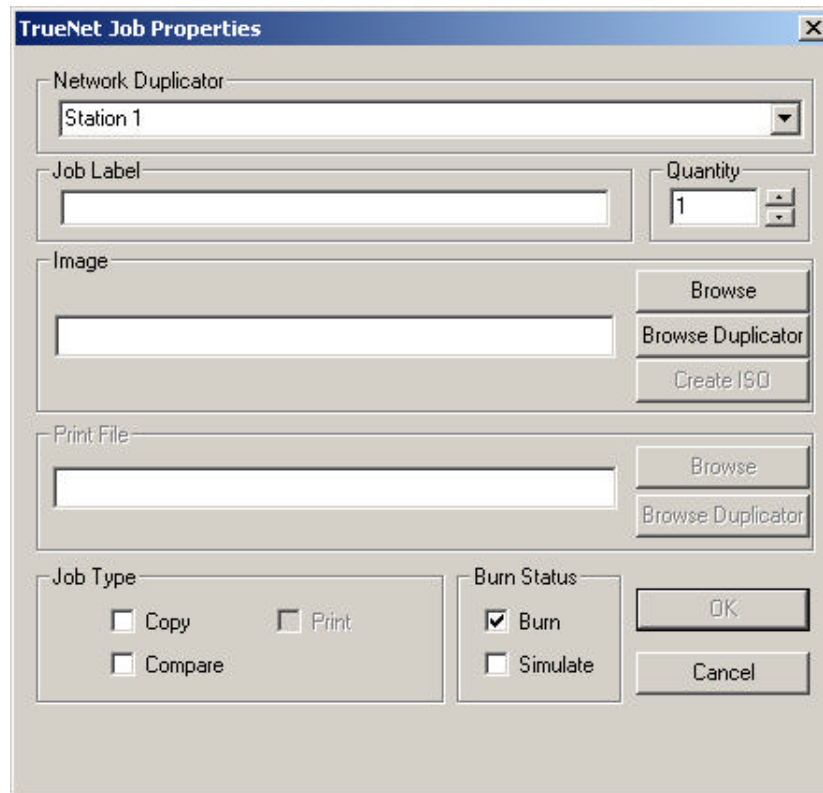 TrueNet Job Properties
Network Duplicator
Station 1
Job Label
Quantity
1
Image
Browse
Browse Duplicator
Create ISO
Print File
Browse
Browse Duplicator
Job Type
Copy
Print
Compare
Burn Status
Burn
Simulate
OK
Cancel